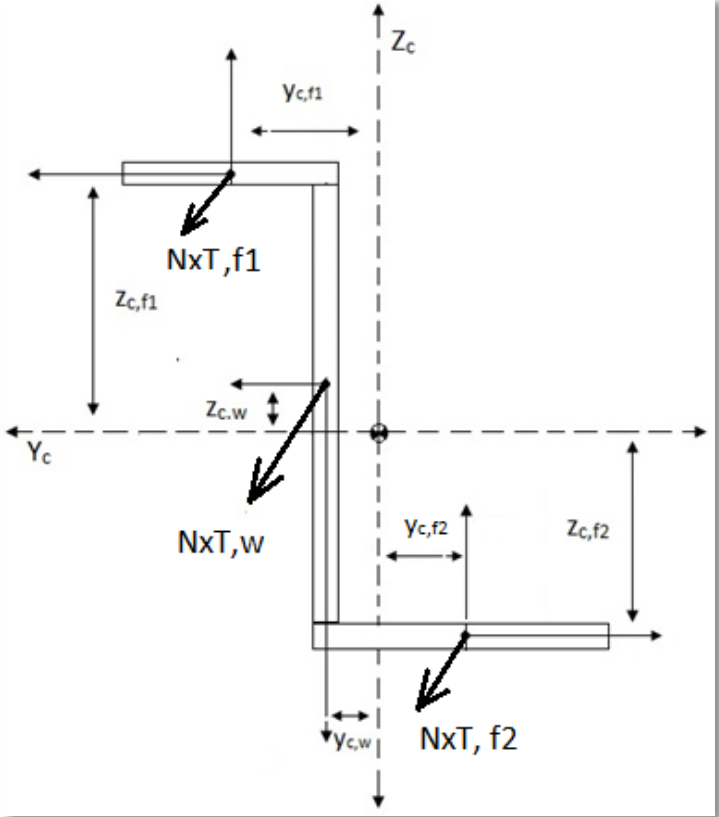 Zc
yc,f1
NxT,f1
zc,f1
zc.w
Yc
NxT,w
yc,f2
zc,f2
yc,w
NxT, f2